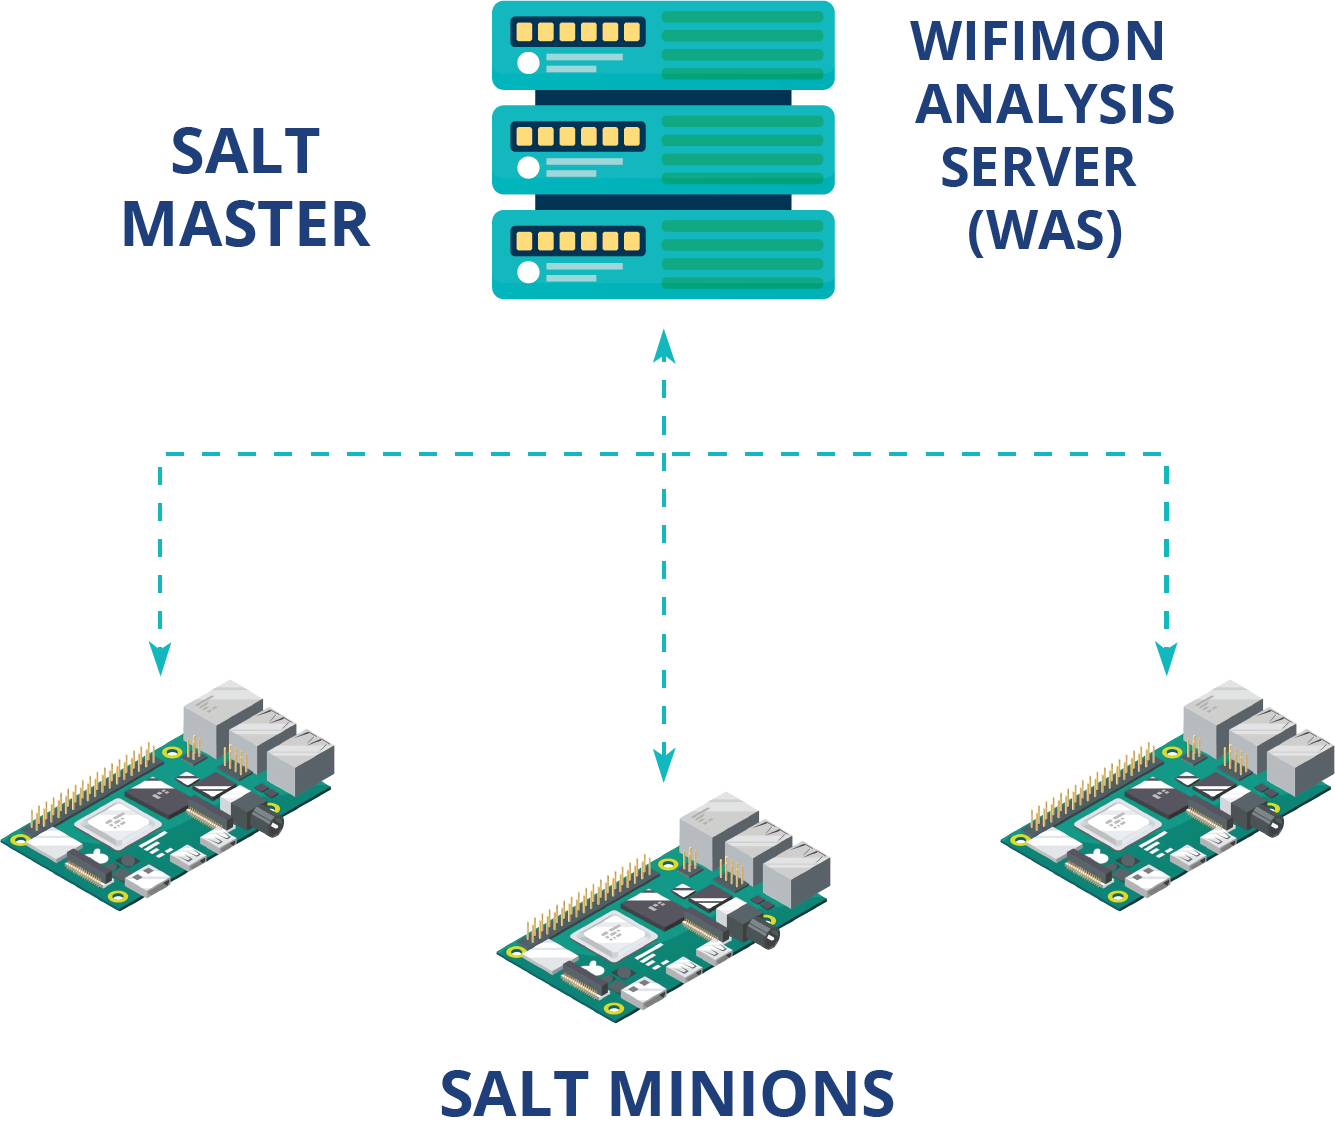 SALT
MASTER
WIFIMON
ANALYSIS
SERVER
(WAS)
SALT MINIONS